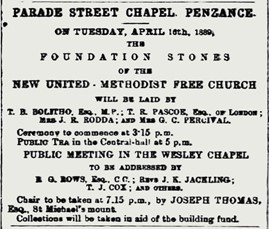 PARADE STREET CHAPEL. PENZANCE.
ON TUESDAY, APRIL 16th, 1889,
THE
FOUNDATION STONES
OF THE
NEW UNITED · METHODIST FREE CHURCH
WILL BE LAID BY
T. B. BOLITHO, ESQ., M.P.; T. R. PASCOE, ESQ., OF LONDON;
MRS J. R. RODDA; AND MRS G. C. PERCIVAL.
Ceremony to commence at 3·15 p.m.
PUBLIC TEA in the Central-hall at 5 p.m.
PUBLIC MEETING IN THE WESLEY CHAPEL
TO BE ADDRESSED BY
R. G. ROWS, ESQ., C C.; REVS J. K. JACKLING;
T. J. COX; AND OTHERS.
Chair to be taken at 7.15 p.m., by JOSEPH THOMAS,
Esq., St Michael's mount.
Collections will be taken in aid of the building fund.